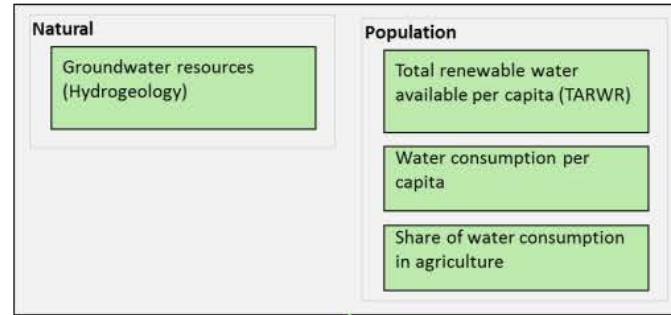 Natural
Groundwater resources
(Hydrogeology)
Population
Total renewable water
available per capita (TARWR)
Water consumption per
capita
Share of water consumption
in agriculture